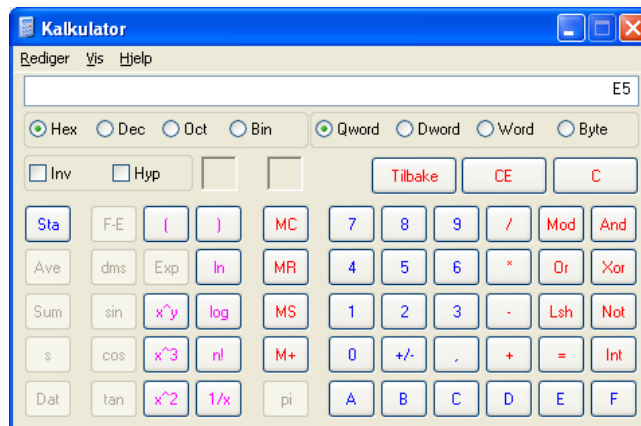 Kalkulator
Rediger Vis Hjelp
E5
Hex Dec Oct Bin Qword Dword Word Byte
Inv Hyp Tilbake CE C
Sta F-E ( ) MC 7 8 9 / Mod And
Ave dms Exp ln MR 4 5 6 * Or Xor
Sum sin x^y log MS 1 2 3 - Lsh Not
s cos x^3 n! M+ 0 +/- , + = Int
Dat tan x^2 1/x pi A B C D E F